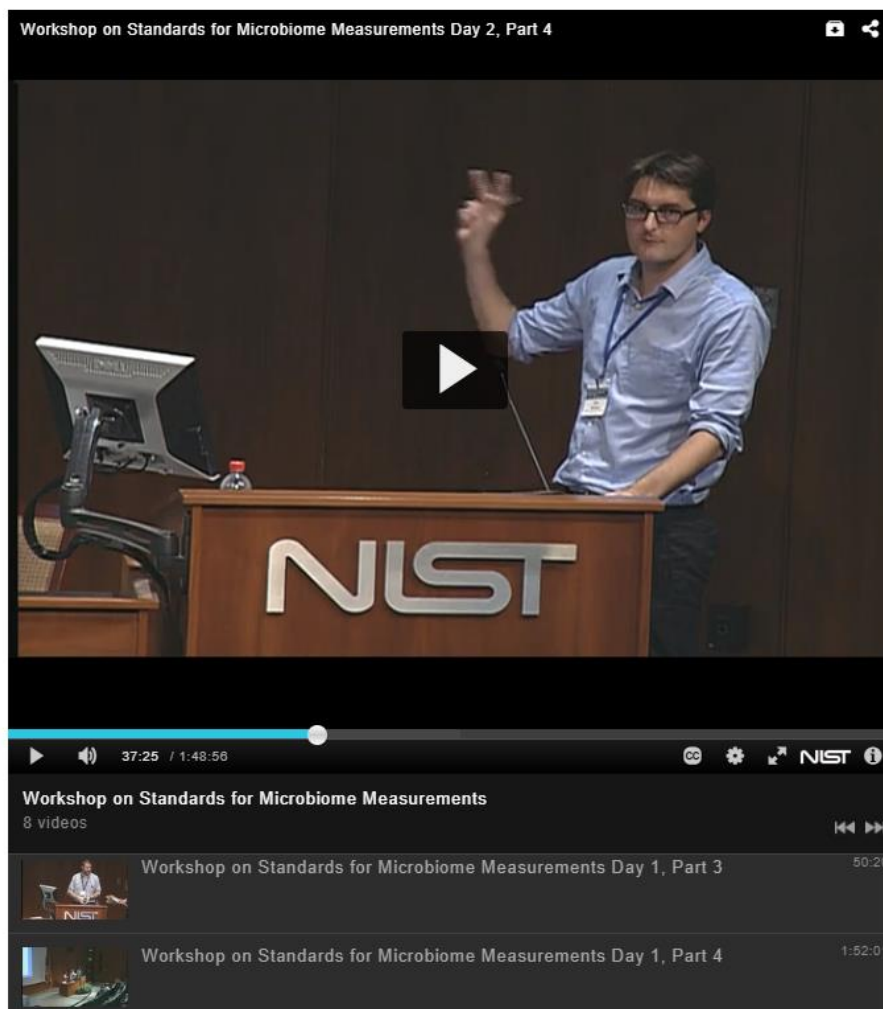 Workshop on Standards for Microbiome Measurements Day 2, Part 4
NIST
37:25 / 1:48:56
CC
NIST
Workshop on Standards for Microbiome Measurements
8 videos
Workshop on Standards for Microbiome Measurements Day 1, Part 3
NIST
Workshop on Standards for Microbiome Measurements Day 1, Part 4